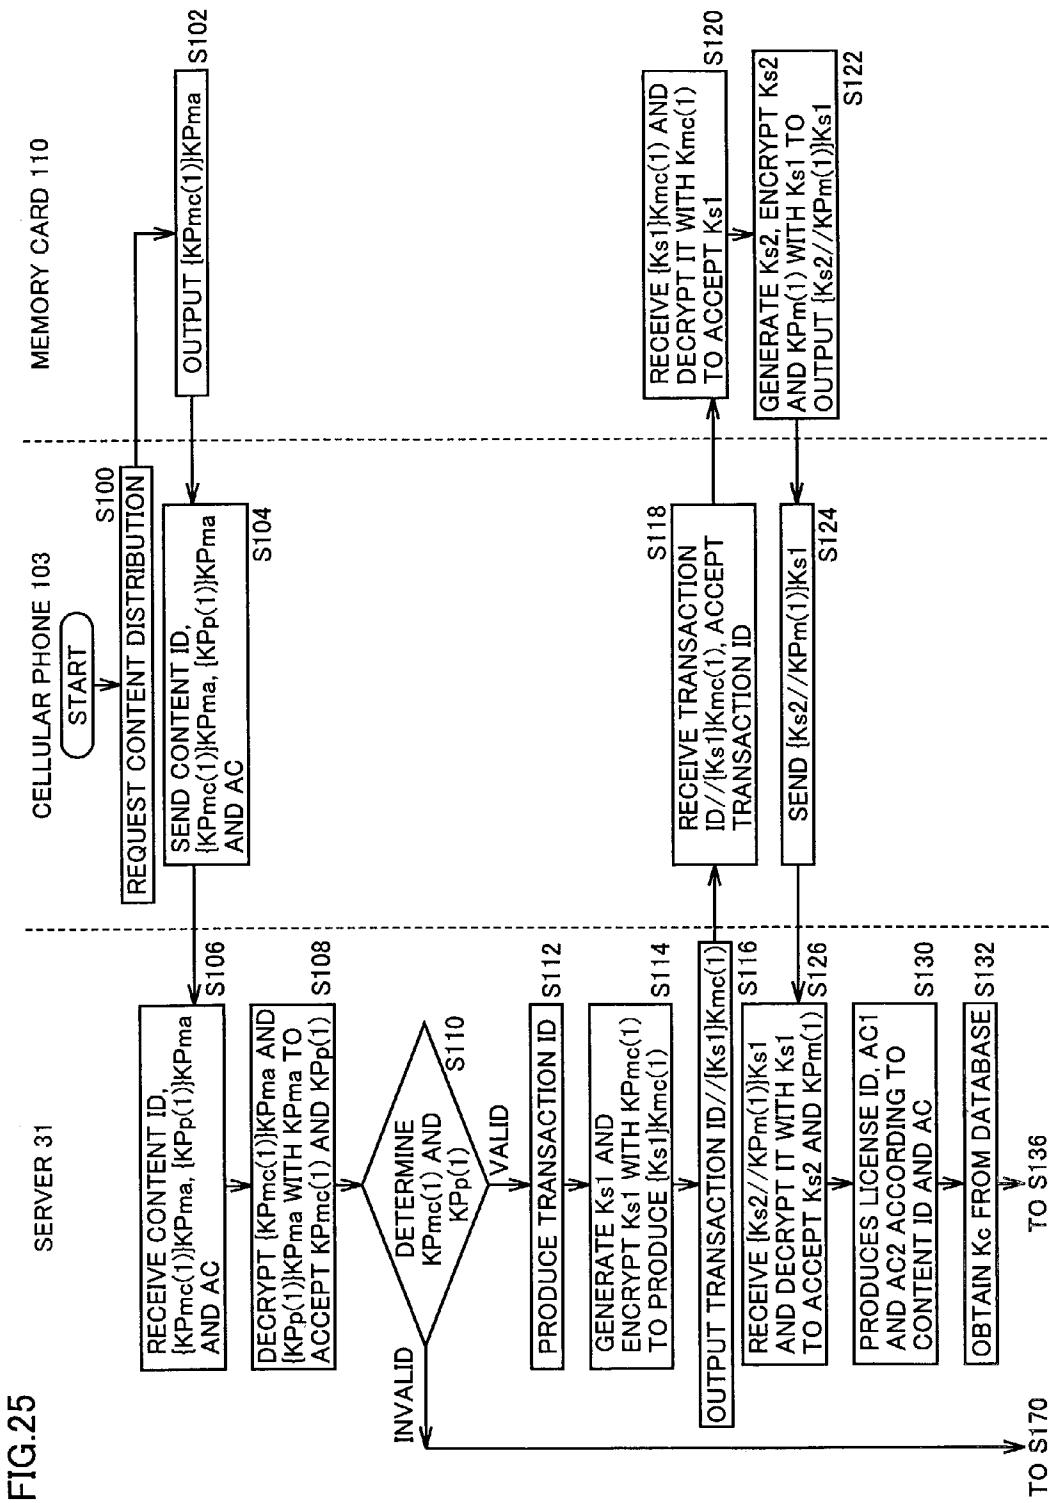 FIG.25
SERVER 31
CELLULAR PHONE 103
MEMORY CARD 110
START
S100
REQUEST CONTENT DISTRIBUTION
S102
OUTPUT {KPmc(1)}KPma
SEND CONTENT ID,
{KPmc(1)}KPma, {KPp(1)}KPma
AND AC
S104
RECEIVE CONTENT ID,
{KPmc(1)}KPma, {KPp(1)}KPma
AND AC
S106
DECRYPT {KPmc(1)}KPma AND
{KPp(1)}KPma WITH KPma TO
ACCEPT KPmc(1) AND KPp(1)
S108
DETERMINE
KPmc(1) AND
KPp(1)
S110
INVALID
VALID
PRODUCE TRANSACTION ID
S112
GENERATE Ks1 AND
ENCRYPT Ks1 WITH KPmc(1)
TO PRODUCE {Ks1}Kmc(1)
S114
OUTPUT TRANSACTION ID//{Ks1}Kmc(1)
S116
S118
RECEIVE TRANSACTION
ID//{Ks1}Kmc(1), ACCEPT
TRANSACTION ID
S120
RECEIVE {Ks1}Kmc(1) AND
DECRYPT IT WITH Kmc(1)
TO ACCEPT Ks1
GENERATE Ks2, ENCRYPT Ks2
AND KPm(1) WITH Ks1 TO
OUTPUT {Ks2//KPm(1)}Ks1
S122
SEND {Ks2//KPm(1)}Ks1
S124
RECEIVE {Ks2//KPm(1)}Ks1
AND DECRYPT IT WITH Ks1
TO ACCEPT Ks2 AND KPm(1)
S126
PRODUCES LICENSE ID, AC1
AND AC2 ACCORDING TO
CONTENT ID AND AC
S130
OBTAIN Kc FROM DATABASE
S132
TO S170
TO S136